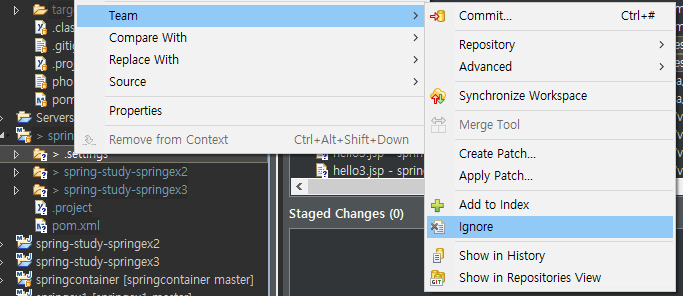 targe
.clas
.gitig
.proj
pho
pom
Servers
> spring
> .settings
> spring-study-springex2
> spring-study-springex3
.project
pom.xml
spring-study-springex2
spring-study-springex3
springcontainer [springcontainer master]
Team
Compare With
Replace With
Source
Properties
Remove from Context Ctrl+Alt+Shift+Down
hello3.jsp - spri
Staged Changes (0)
Commit... Ctrl+#
Repository
Advanced
Synchronize Workspace
Merge Tool
Create Patch...
Apply Patch...
Add to Index
Ignore
Show in History
Show in Repositories View